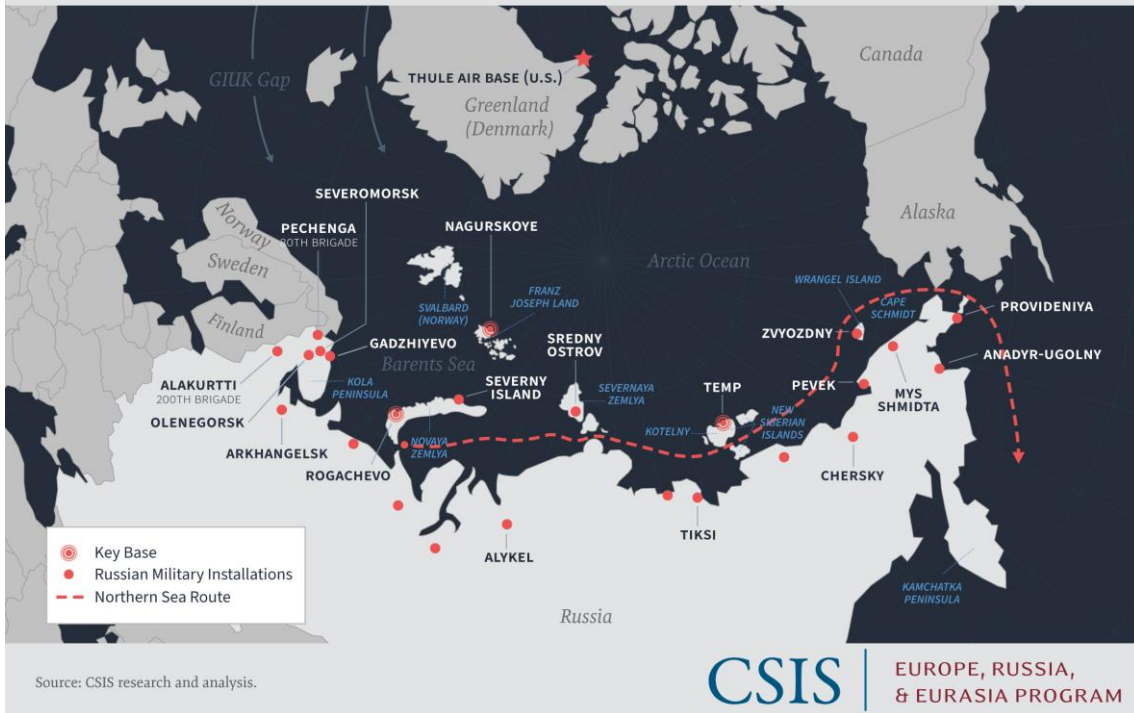 GIUK Gap
THULE AIR BASE (U.S.)
Greenland
(Denmark)
Canada
Alaska
Arctic Ocean
SEVEROMORSK
PECHENGA
200TH BRIGADE
Norway
Sweden
Finland
NAGURSKOYE
SVALBARD
(NORWAY)
FRANZ
JOSEPH LAND
GADZHIYEVO
Barents Sea
SREDNY
OSTROV
WRANGEL ISLAND
CAPE
SCHMIDT
PROVIDENIYA
ZVYOZDNY
ANADYR-UGOLNY
ALAKURTTI
200TH BRIGADE
KOLA
PENINSULA
SEVERNY
ISLAND
SEVERNAYA
ZEMLYA
TEMP
PEVEK
MYS
SHMIDTA
OLENEGORSK
NOVAYA
ZEMLYA
KOTELNY
NEW
SIBERIAN
ISLANDS
ARKHANGELSK
ROGACHEVO
CHERSKY
TIKSI
ALYKEL
KAMCHATKA
PENINSULA
Russia
Key Base
Russian Military Installations
Northern Sea Route
Source: CSIS research and analysis.
CSIS
EUROPE, RUSSIA,
& EURASIA PROGRAM